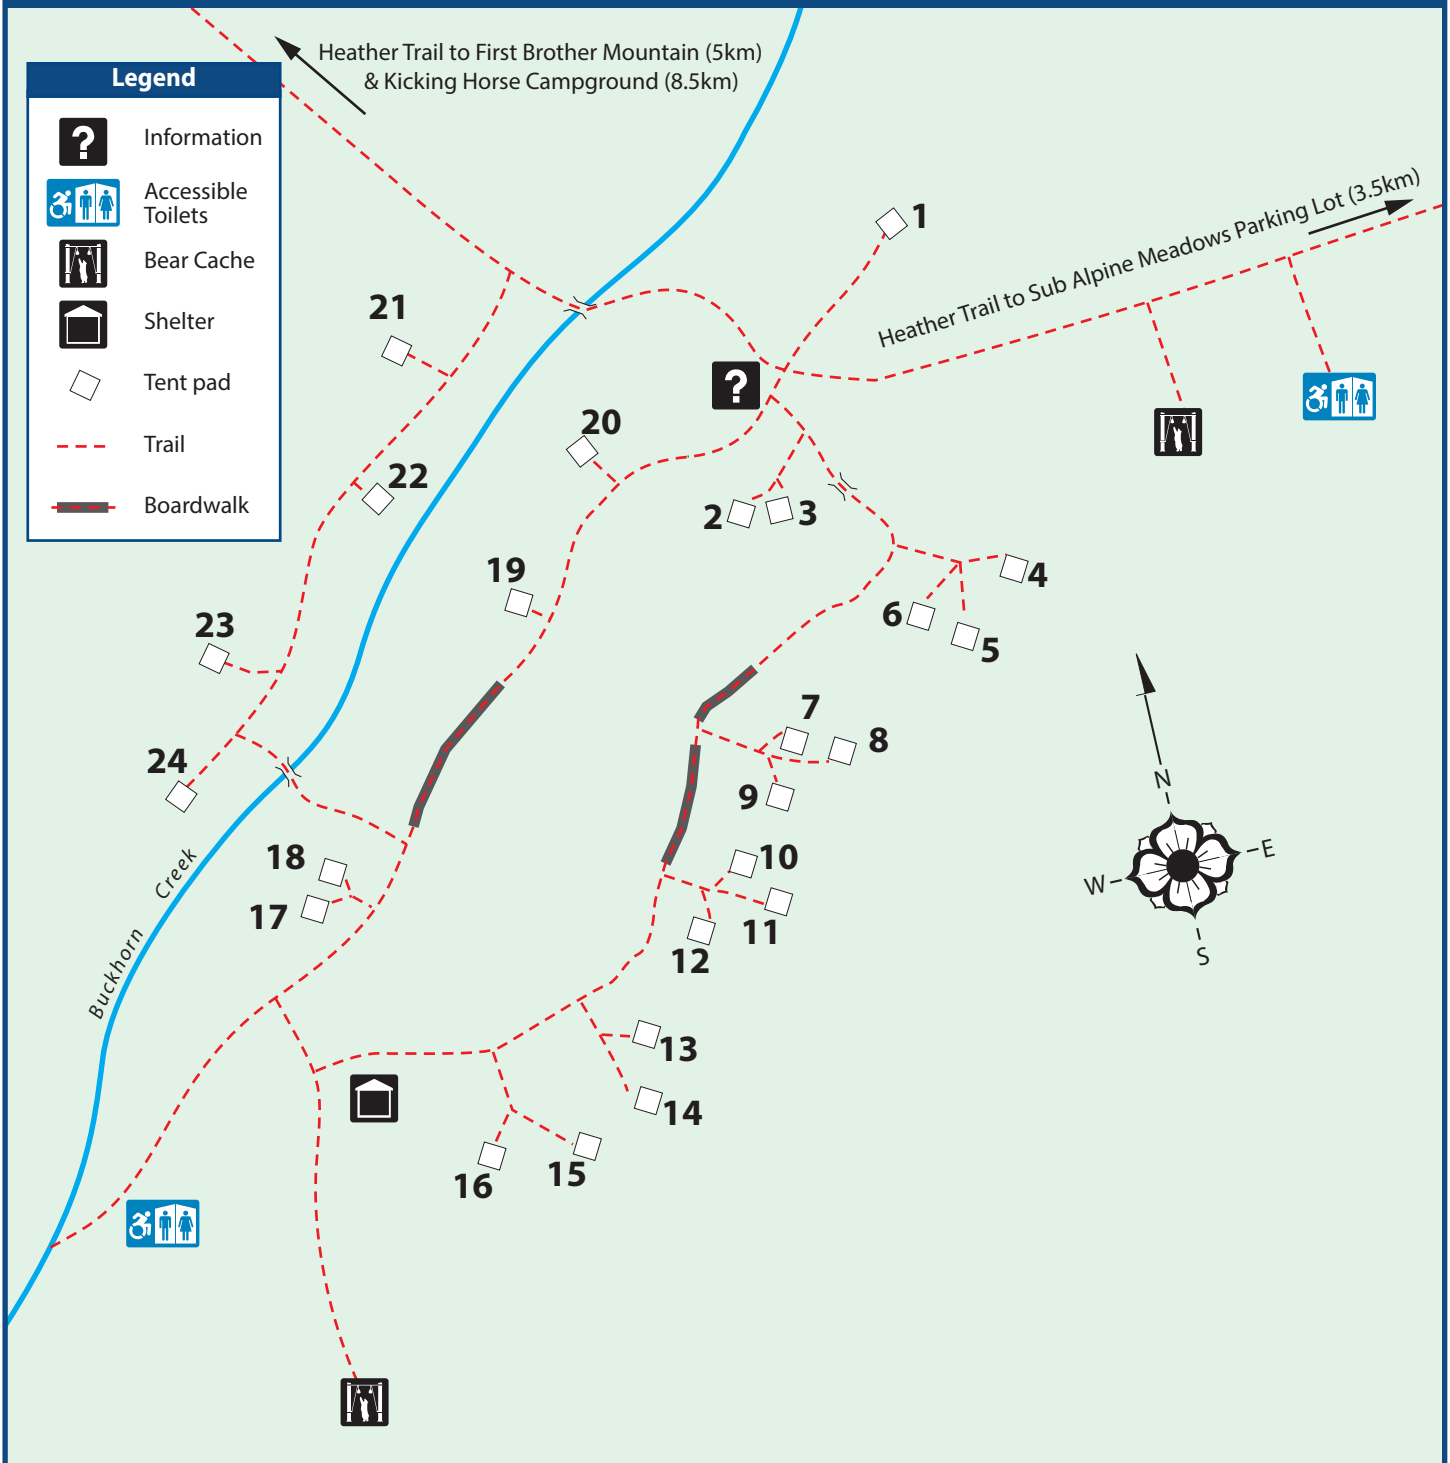 Heather Trail to First Brother Mountain (5km)
& Kicking Horse Campground (8.5km)
Legend
?
Information
Accessible
Toilets
Bear Cache
Shelter
Tent pad
Trail
Boardwalk
Heather Trail to Sub Alpine Meadows Parking Lot (3.5km)
1
21
?
20
22
2
3
19
4
6
5
23
7
8
24
9
18
10
17
11
12
Buckhorn Creek
13
14
15
16
N
E
W
S